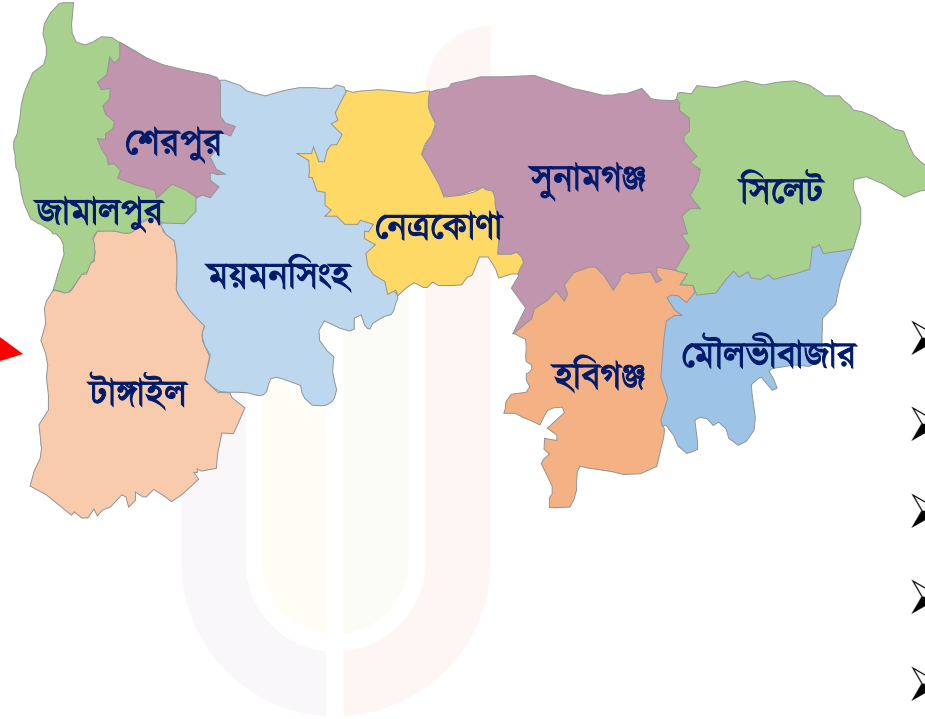 শেরপুর
সুনামগঞ্জ
সিলেট
জামালপুর
নেত্রকোণা
ময়মনসিংহ
মৌলভীবাজার
হবিগঞ্জ
টাঙ্গাইল